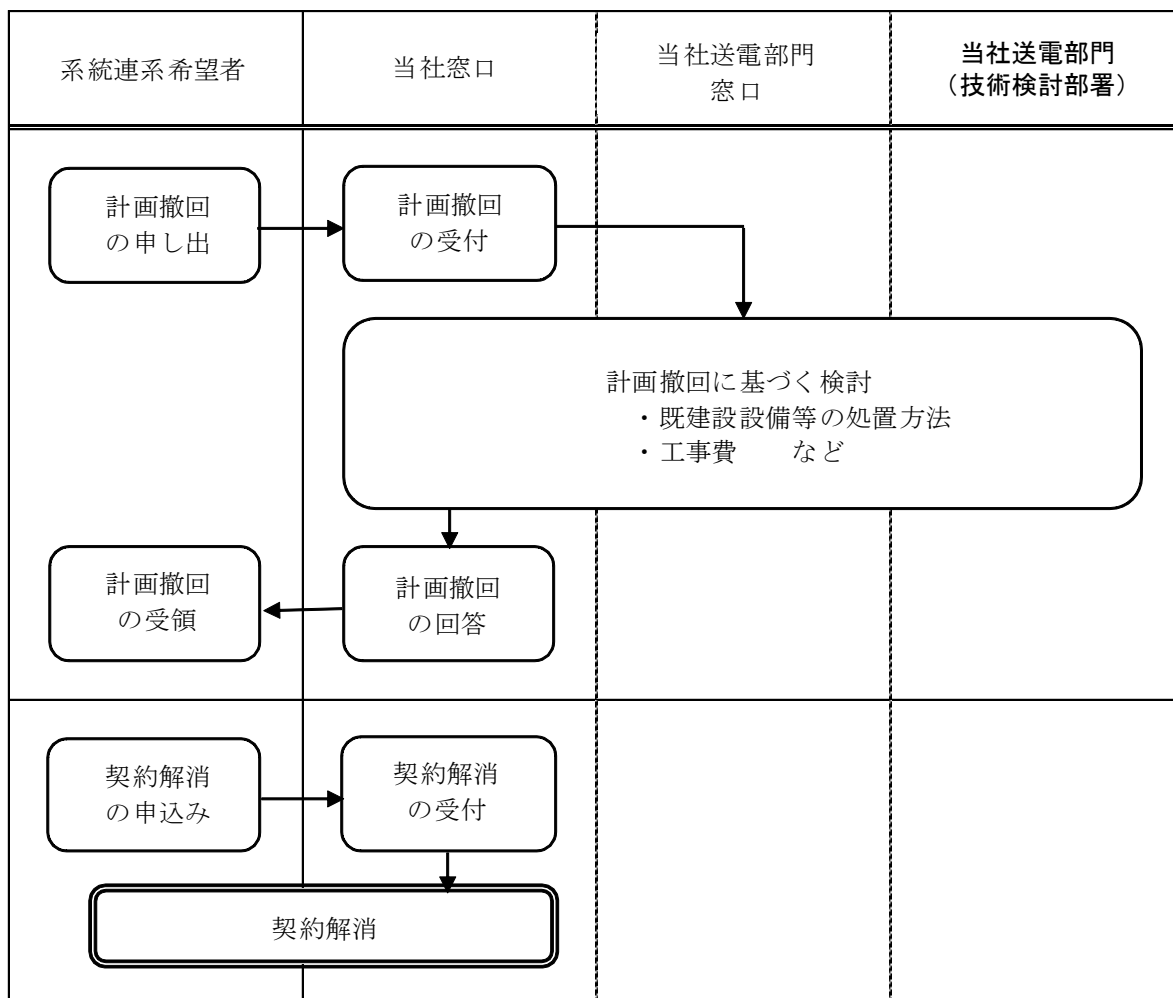 系統連系希望者
当社窓口
当社送電部門
窓口
当社送電部門
（技術検討部署）
計画撤回
の申し出
計画撤回
の受付
計画撤回に基づく検討
・既建設設備等の処置方法
・工事費　　など
計画撤回
の受領
計画撤回
の回答
契約解消
の申込み
契約解消
の受付
契約解消